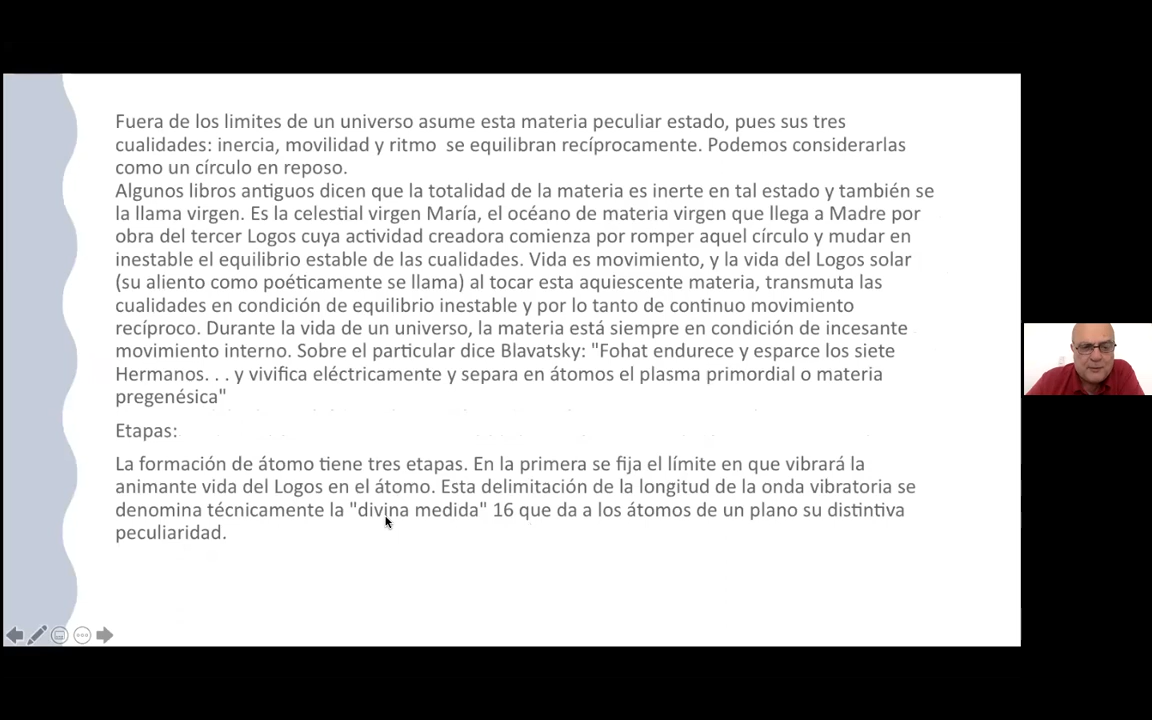 Fuera de los limites de un universo asume esta materia peculiar estado, pues sus tres
cualidades: inercia, movilidad y ritmo se equilibran recíprocamente. Podemos considerarlas
como un círculo en reposo.
Algunos libros antiguos dicen que la totalidad de la materia es inerte en tal estado y también se
la llama virgen. Es la celestial virgen María, el océano de materia virgen que llega a Madre por
obra del tercer Logos cuya actividad creadora comienza por romper aquel círculo y mudar en
inestable el equilibrio estable de las cualidades. Vida es movimiento, y la vida del Logos solar
(su aliento como poéticamente se llama) al tocar esta aquiescente materia, transmuta las
cualidades en condición de equilibrio inestable y por lo tanto de continuo movimiento
recíproco. Durante la vida de un universo, la materia está siempre en condición de incesante
movimiento interno. Sobre el particular dice Blavatsky: "Fohat endurece y esparce los siete
Hermanos. . . y vivifica eléctricamente y separa en átomos el plasma primordial o materia
pregenésica"
Etapas:
La formación de átomo tiene tres etapas. En la primera se fija el límite en que vibrará la
animante vida del Logos en el átomo. Esta delimitación de la longitud de la onda vibratoria se
denomina técnicamente la "divina medida" 16 que da a los átomos de un plano su distintiva
peculiaridad.